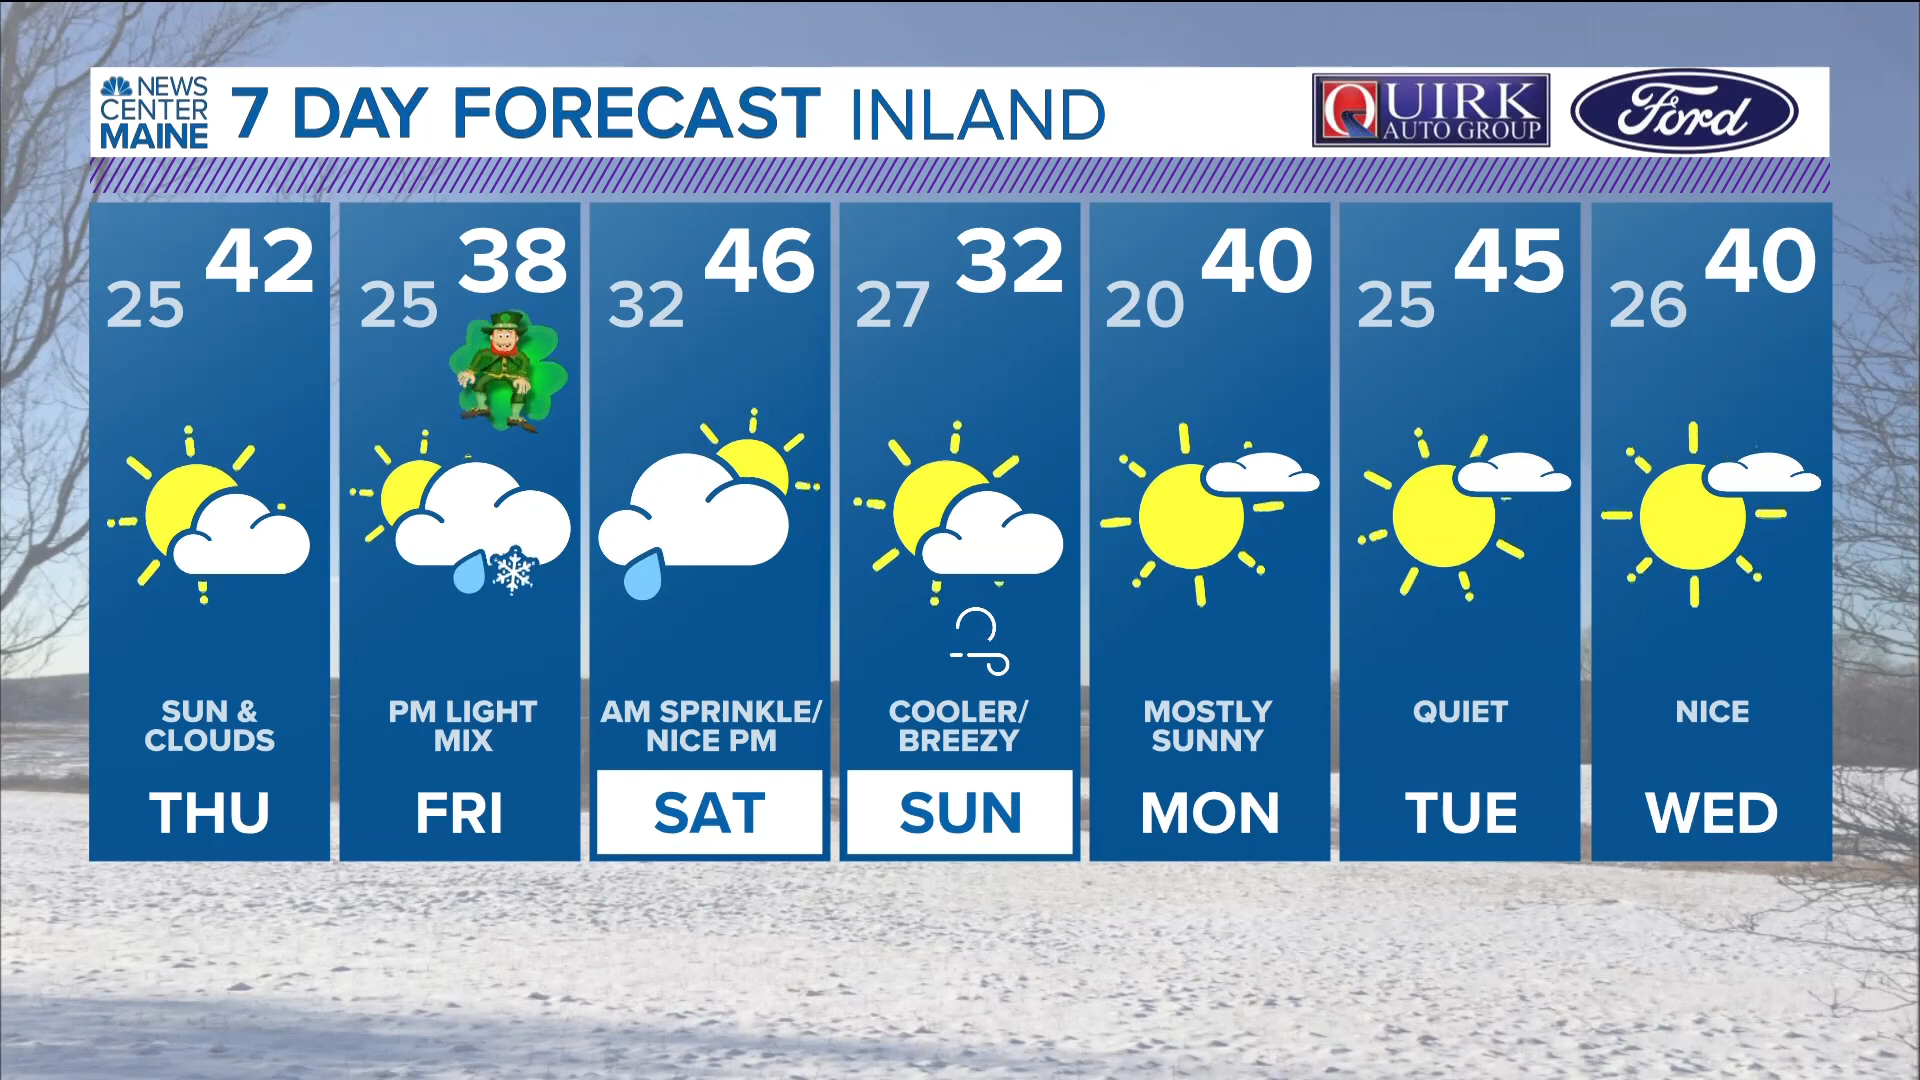 NEWS
CENTER
MAINE
7 DAY FORECAST INLAND
QUIRK
AUTO GROUP
Ford
25 42
25 38
32 46
27 32
20 40
25 45
26 40
SUN &
CLOUDS
PM LIGHT
MIX
AM SPRINKLE/
NICE PM
COOLER/
BREEZY
MOSTLY
SUNNY
QUIET
NICE
THU
FRI
SAT
SUN
MON
TUE
WED